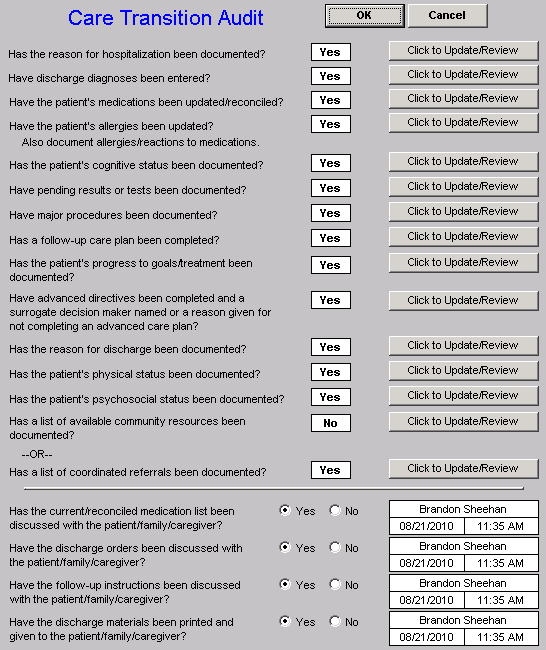 Care Transition Audit OK Cancel
Has the reason for hospitalization been documented? Yes Click to Update/Review
Have discharge diagnoses been entered? Yes Click to Update/Review
Have the patient's medications been updated/reconciled? Yes Click to Update/Review
Have the patient's allergies been updated? Yes Click to Update/Review
Also document allergies/reactions to medications.
Has the patient's cognitive status been documented? Yes Click to Update/Review
Have pending results or tests been documented? Yes Click to Update/Review
Have major procedures been documented? Yes Click to Update/Review
Has a follow-up care plan been completed? Yes Click to Update/Review
Has the patient's progress to goals/treatment been Yes Click to Update/Review
documented?
Have advanced directives been completed and a Yes Click to Update/Review
surrogate decision maker named or a reason given for
not completing an advanced care plan?
Has the reason for discharge been documented? Yes Click to Update/Review
Has the patient's physical status been documented? Yes Click to Update/Review
Has the patient's psychosocial status been documented? Yes Click to Update/Review
Has a list of available community resources been No Click to Update/Review
documented?
--OR--
Has a list of coordinated referrals been documented? Yes Click to Update/Review
Has the current/reconciled medication list been Yes No Brandon Sheehan
discussed with the patient/family/caregiver? 08/21/2010 11:35 AM
Have the discharge orders been discussed with Yes No Brandon Sheehan
the patient/family/caregiver? 08/21/2010 11:35 AM
Have the follow-up instructions been discussed Yes No Brandon Sheehan
with the patient/family/caregiver? 08/21/2010 11:35 AM
Have the discharge materials been printed and Yes No Brandon Sheehan
given to the patient/family/caregiver? 08/21/2010 11:35 AM